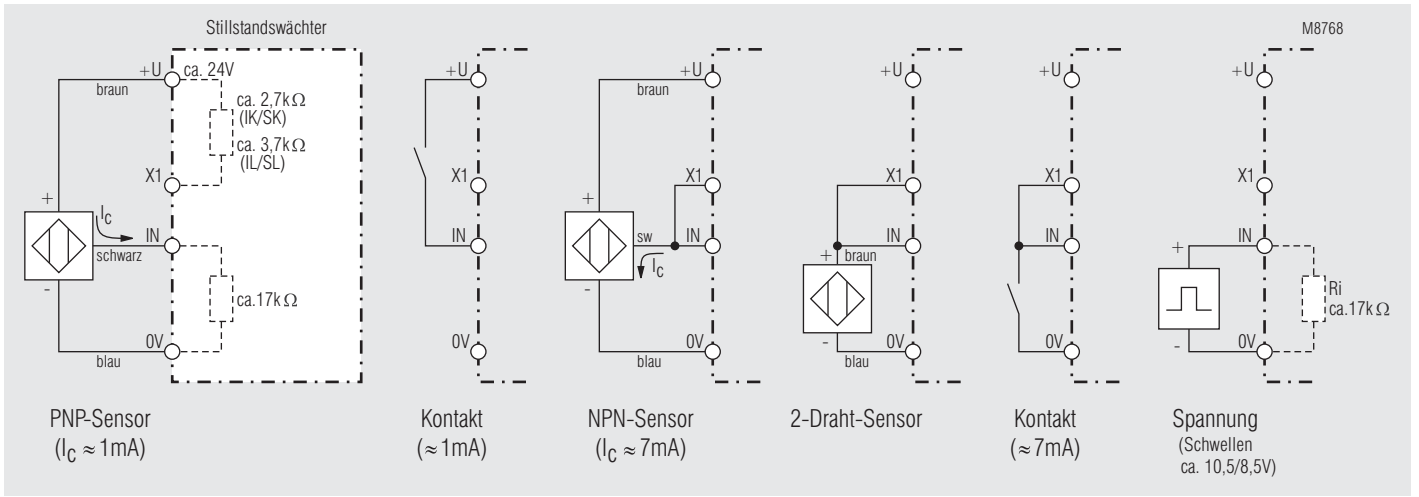 Stillstandswächter
M8768
+U
ca. 24V
braun
ca. 2,7kΩ
(IK/SK)
ca. 3,7kΩ
(IL/SL)
X1
+
IC
IN
schwarz
ca.17kΩ
-
0V
blau
PNP-Sensor
(IC ≈ 1mA)
+U
X1
IN
0V
Kontakt
(≈ 1mA)
+U
braun
X1
+
IN
sw
IC
-
0V
blau
NPN-Sensor
(IC ≈ 7mA)
+U
X1
IN
+
braun
-
0V
blau
2-Draht-Sensor
+U
X1
IN
0V
Kontakt
(≈7mA)
+U
X1
IN
+
Ri
ca.17kΩ
-
0V
Spannung
(Schwellen
ca. 10,5/8,5V)